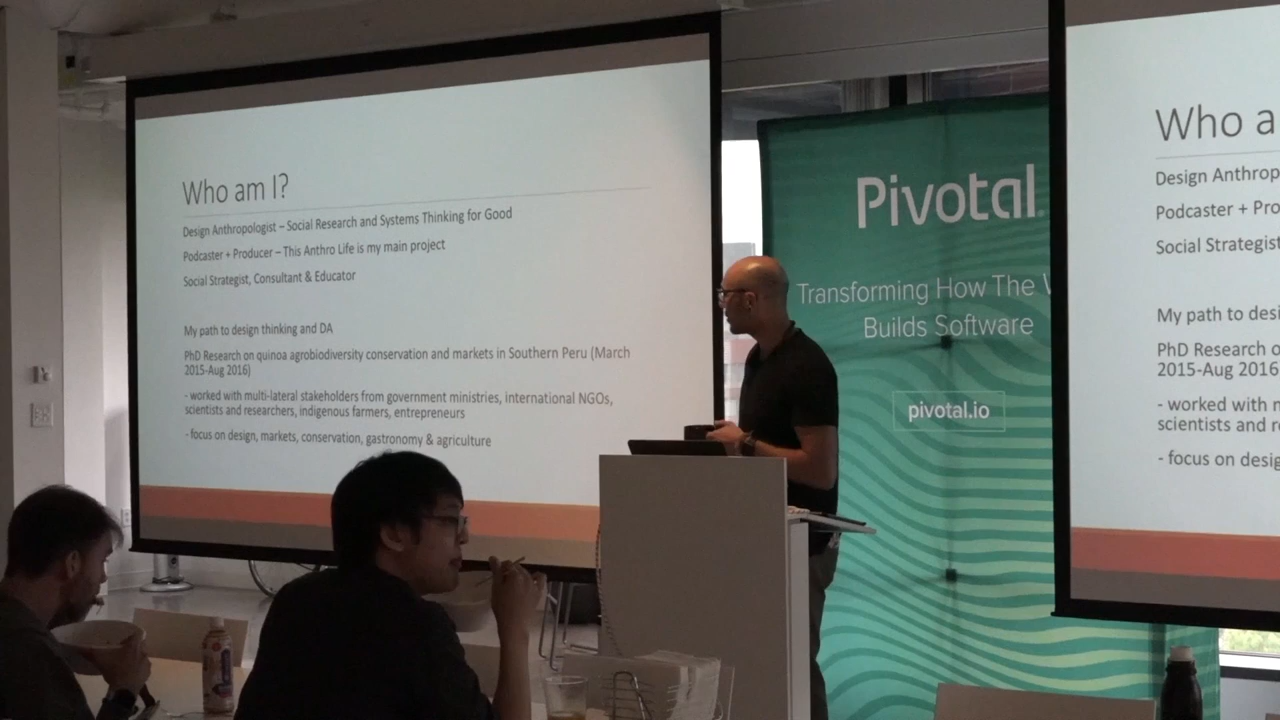 Who am I?
Design Anthropologist – Social Research and Systems Thinking for Good
Podcaster + Producer – This Anthro Life is my main project
Social Strategist, Consultant & Educator
My path to design thinking and DA
PhD Research on quinoa agrobiodiversity conservation and markets in Southern Peru (March
2015-Aug 2016)
- worked with multi-lateral stakeholders from government ministries, international NGOs,
scientists and researchers, indigenous farmers, entrepreneurs
- focus on design, markets, conservation, gastronomy & agriculture
Pivotal
Transforming How The
Builds Software
pivotal.io
Who a
Design Anthrop
Podcaster + Pro
Social Strategist
My path to desi
PhD Research o
2015-Aug 2016
- worked with
scientists and
- focus on desig